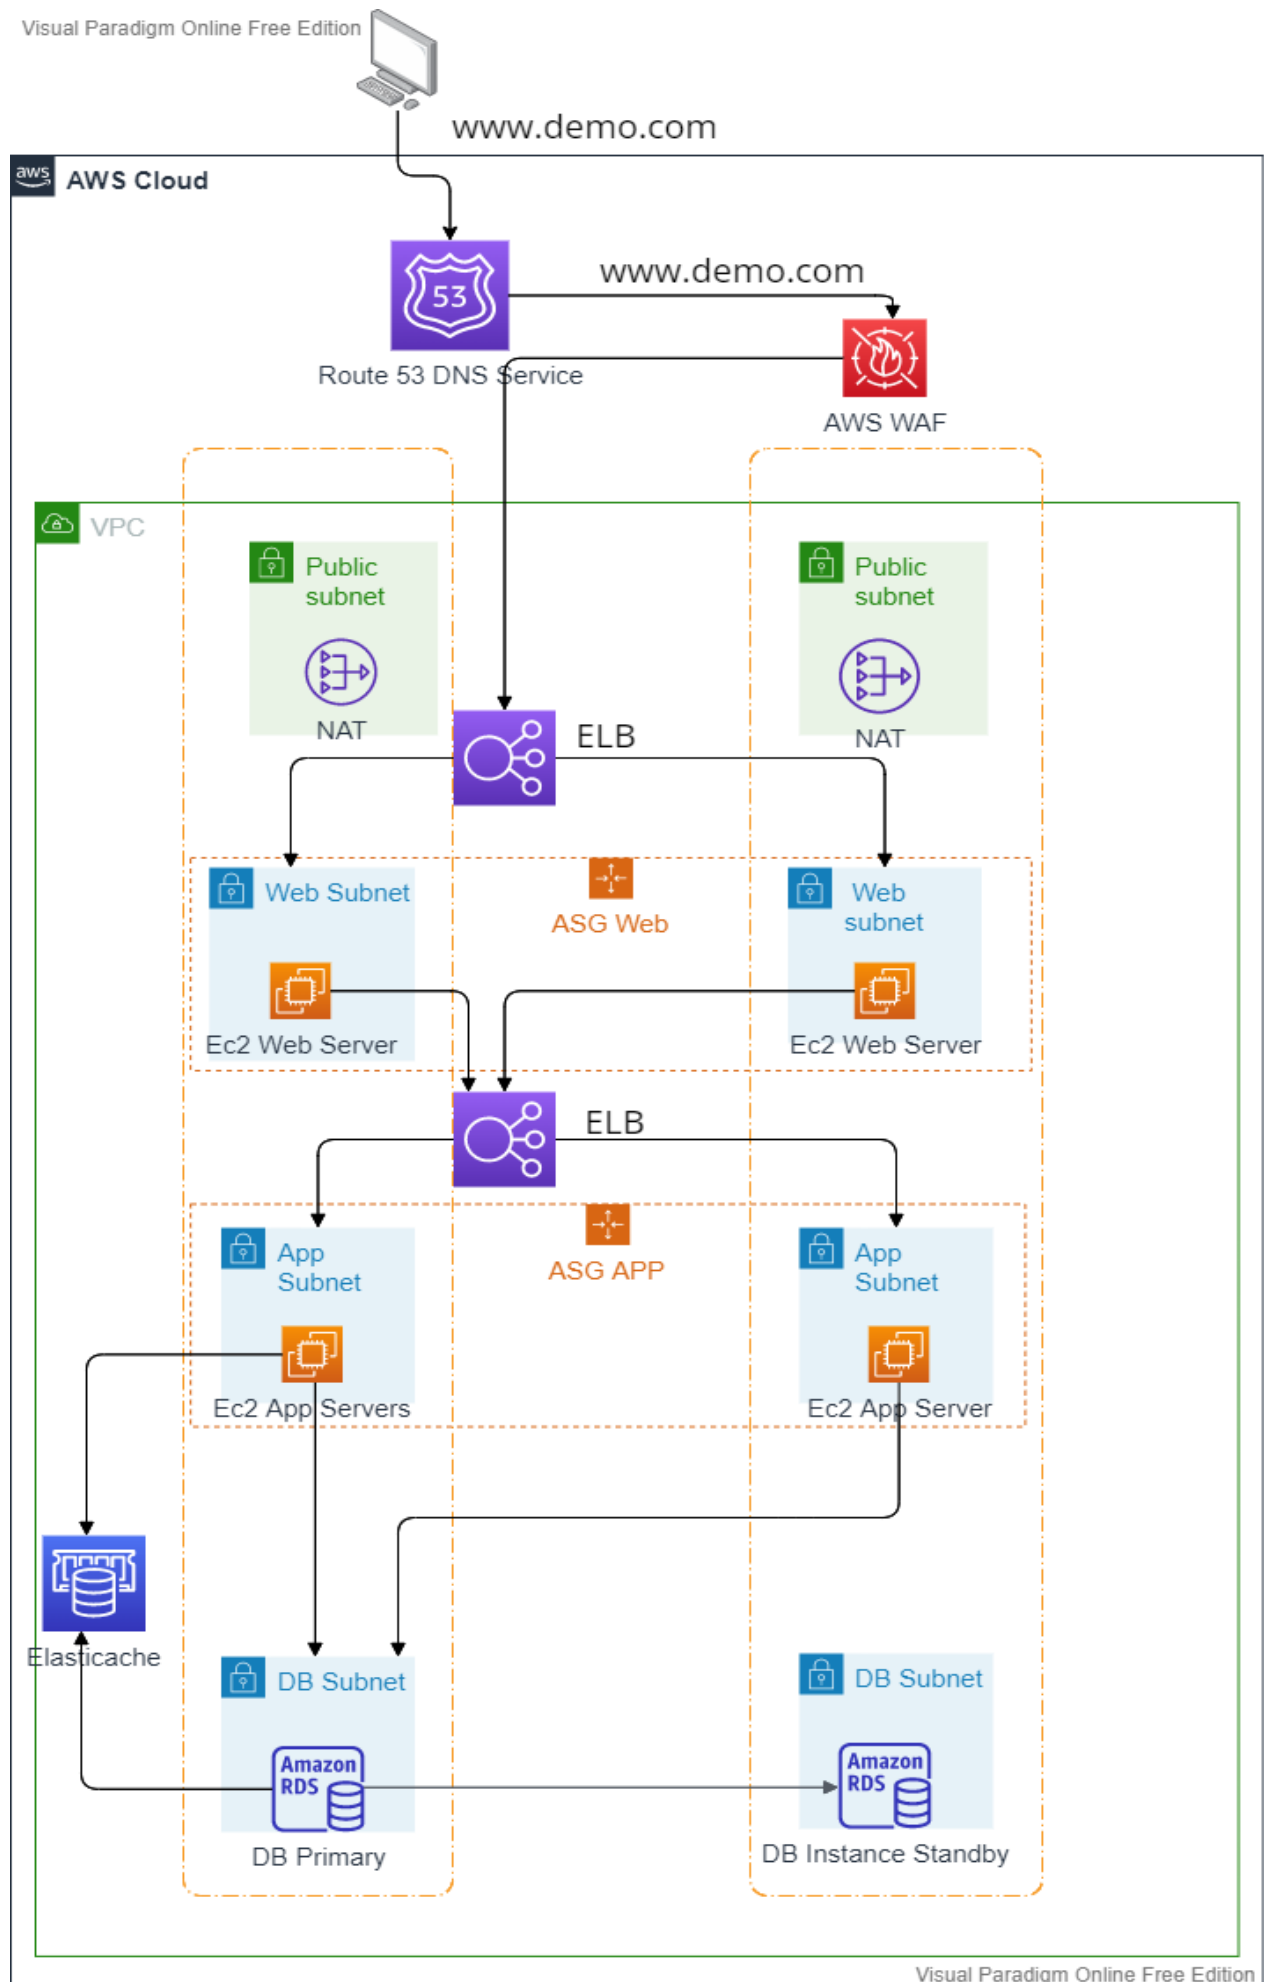 Visual Paradigm Online Free Edition
www.demo.com
aws
AWS Cloud
53
www.demo.com
Route 53 DNS Service
AWS WAF
VPC
Public
subnet
NAT
Public
subnet
NAT
ELB
Web Subnet
ASG Web
Web
subnet
Ec2 Web Server
Ec2 Web Server
ELB
App
Subnet
ASG APP
App
Subnet
Ec2 App Servers
Ec2 App Server
Elasticache
DB Subnet
DB Subnet
Amazon
RDS
Amazon
RDS
DB Primary
DB Instance Standby
Visual Paradigm Online Free Edition